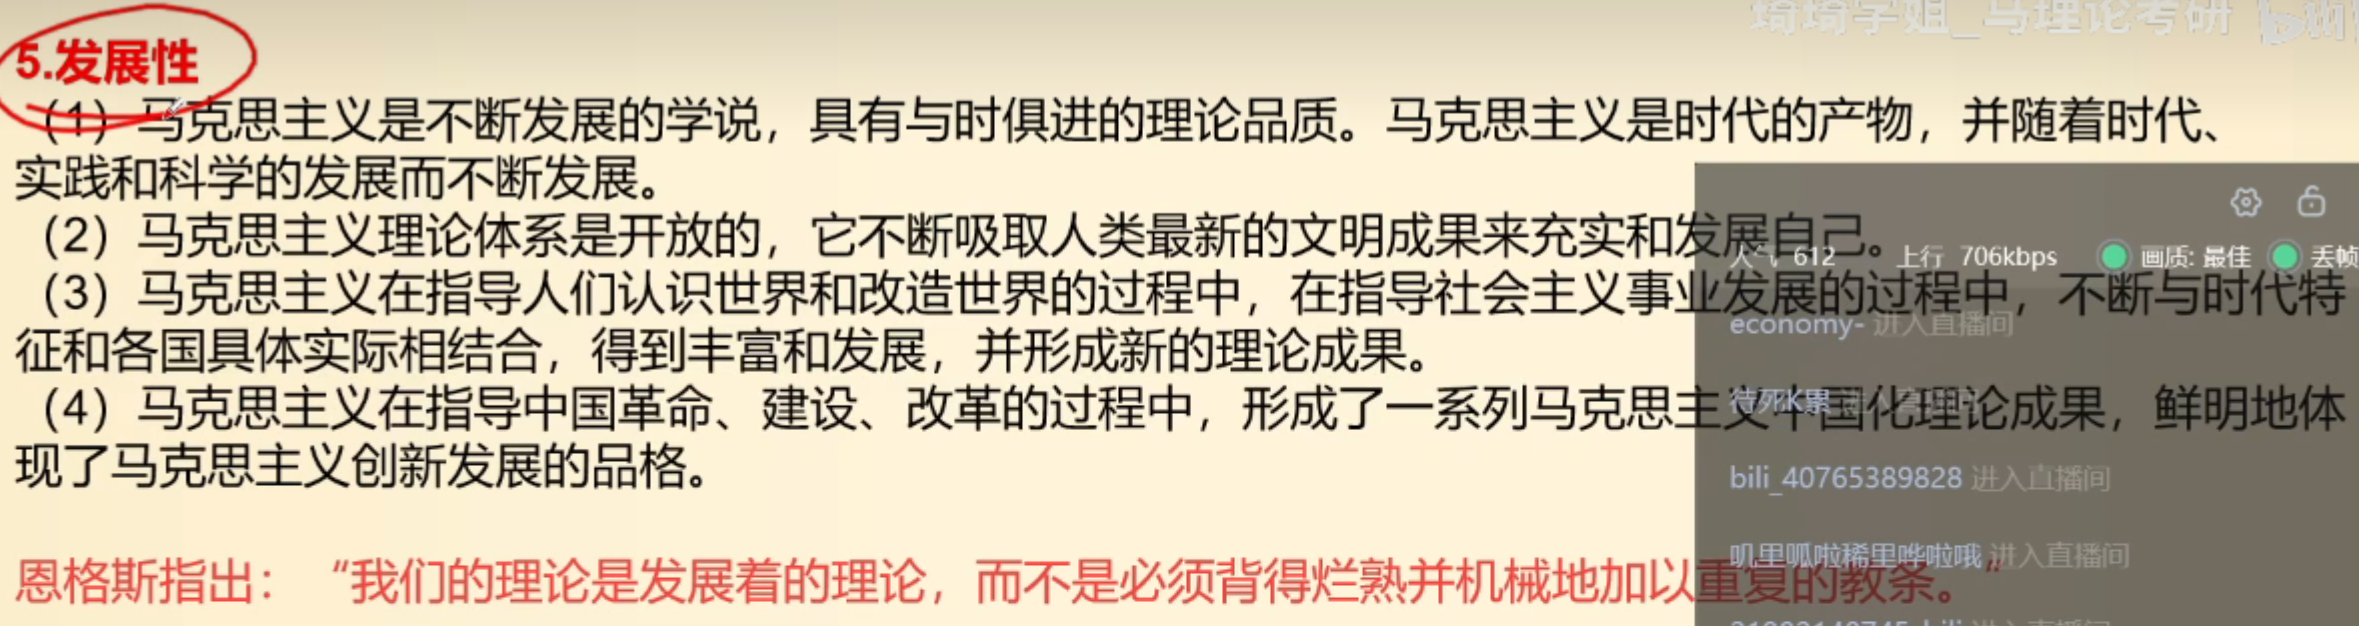 琦琦学姐_马理论考研 bili
5.发展性
（1）马克思主义是不断发展的学说，具有与时俱进的理论品质。马克思主义是时代的产物，并随着时代、
实践和科学的发展而不断发展。
（2）马克思主义理论体系是开放的，它不断吸取人类最新的文明成果来充实和发展自己。
（3）马克思主义在指导人们认识世界和改造世界的过程中，在指导社会主义事业发展的过程中，不断与时代特
征和各国具体实际相结合，得到丰富和发展，并形成新的理论成果。
（4）马克思主义在指导中国革命、建设、改革的过程中，形成了一系列马克思主义中国化理论成果，鲜明地体
现了马克思主义创新发展的品格。
恩格斯指出：“我们的理论是发展着的理论，而不是必须背得烂熟并机械地加以重复的教条。”
人气 612 上行 706kbps 画质: 最佳 丢帧
economy- 进入直播间
待死K累 进入直播间
bili_40765389828 进入直播间
叽里呱啦稀里哗啦哦 进入直播间
进入直播间